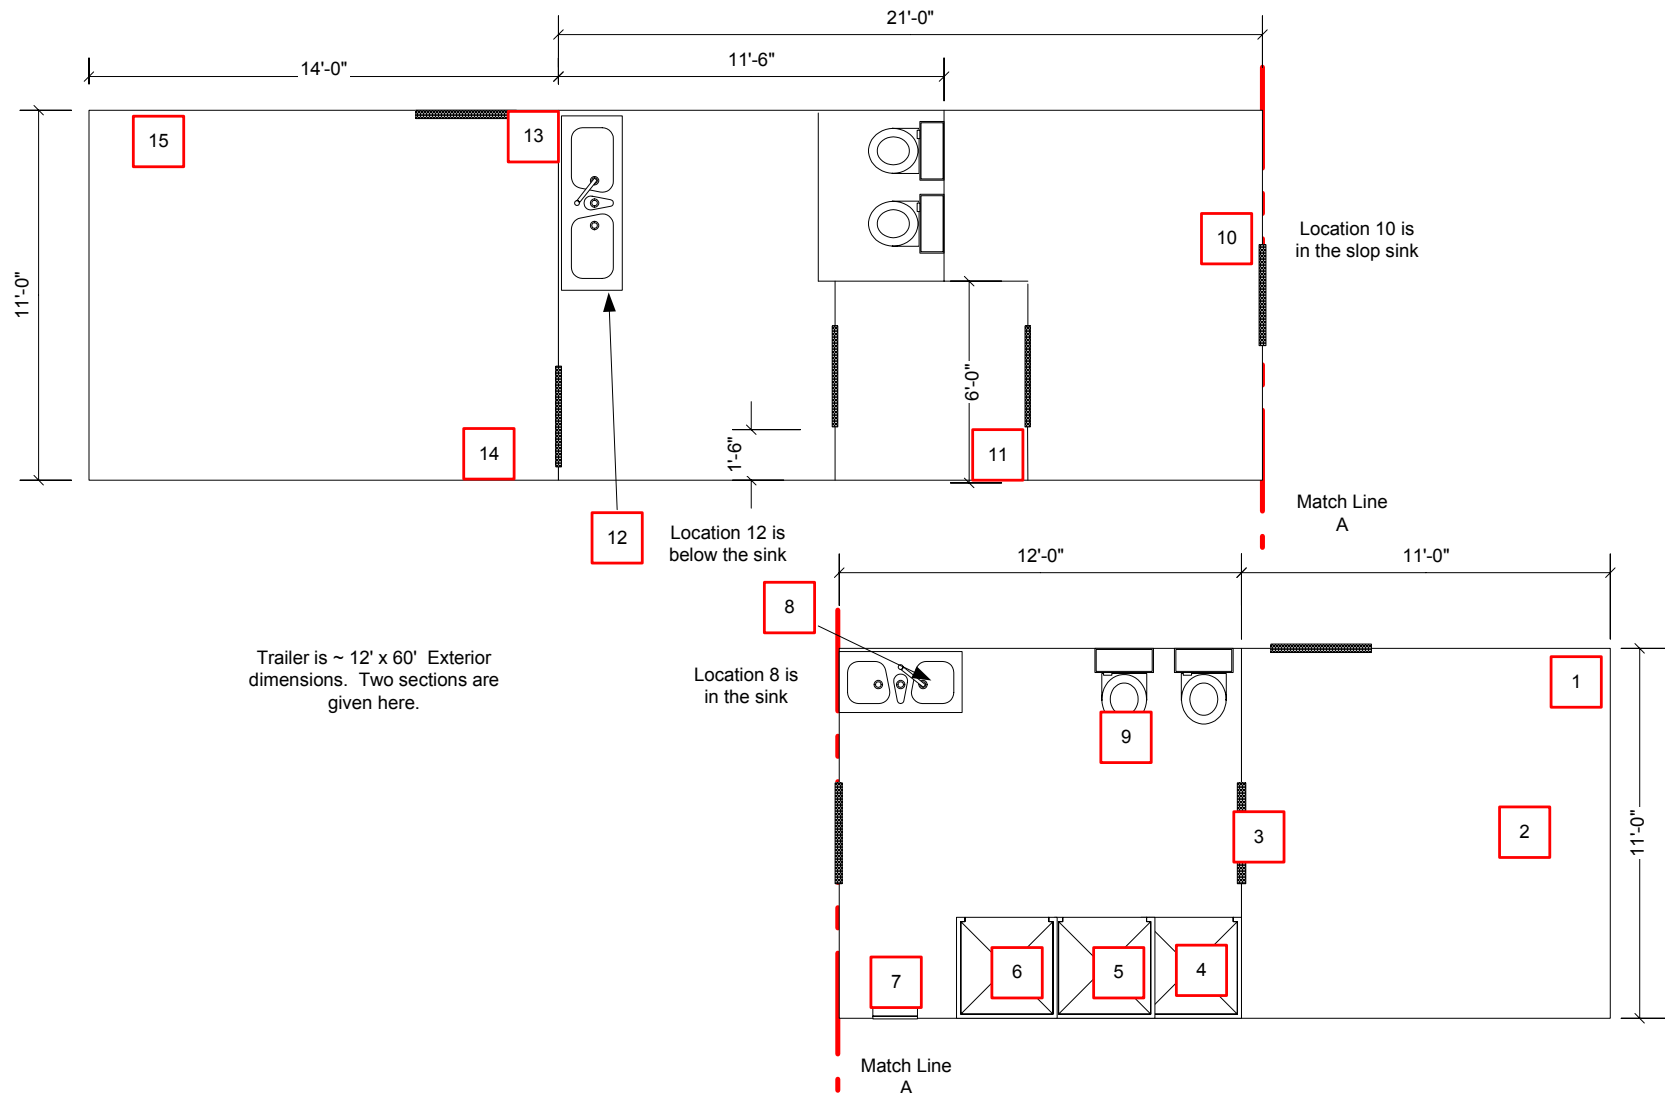 21'-0"
14'-0"
11'-6"
15
13
10
Location 10 is
in the slop sink
11'-0"
6'-0"
1'-6"
14
11
12
Location 12 is
below the sink
Match Line
A
12'-0"
11'-0"
8
Trailer is ~ 12' x 60'  Exterior
dimensions.  Two sections are
given here.
Location 8 is
in the sink
1
9
3
2
11'-0"
7
6
5
4
Match Line
A